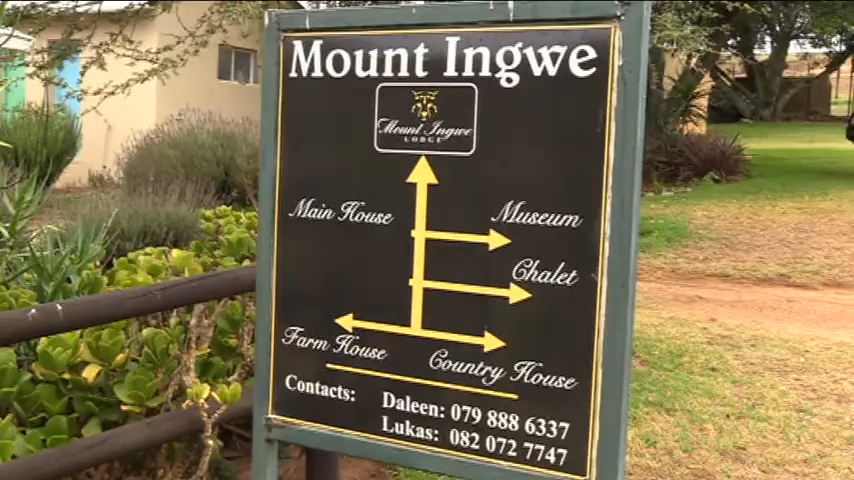 Mount Ingwe
Mount Ingwe
LODGE
Main House
Museum
Chalet
Farm House
Country House
Contacts: Daleen: 079 888 6337
Lukas: 082 072 7747